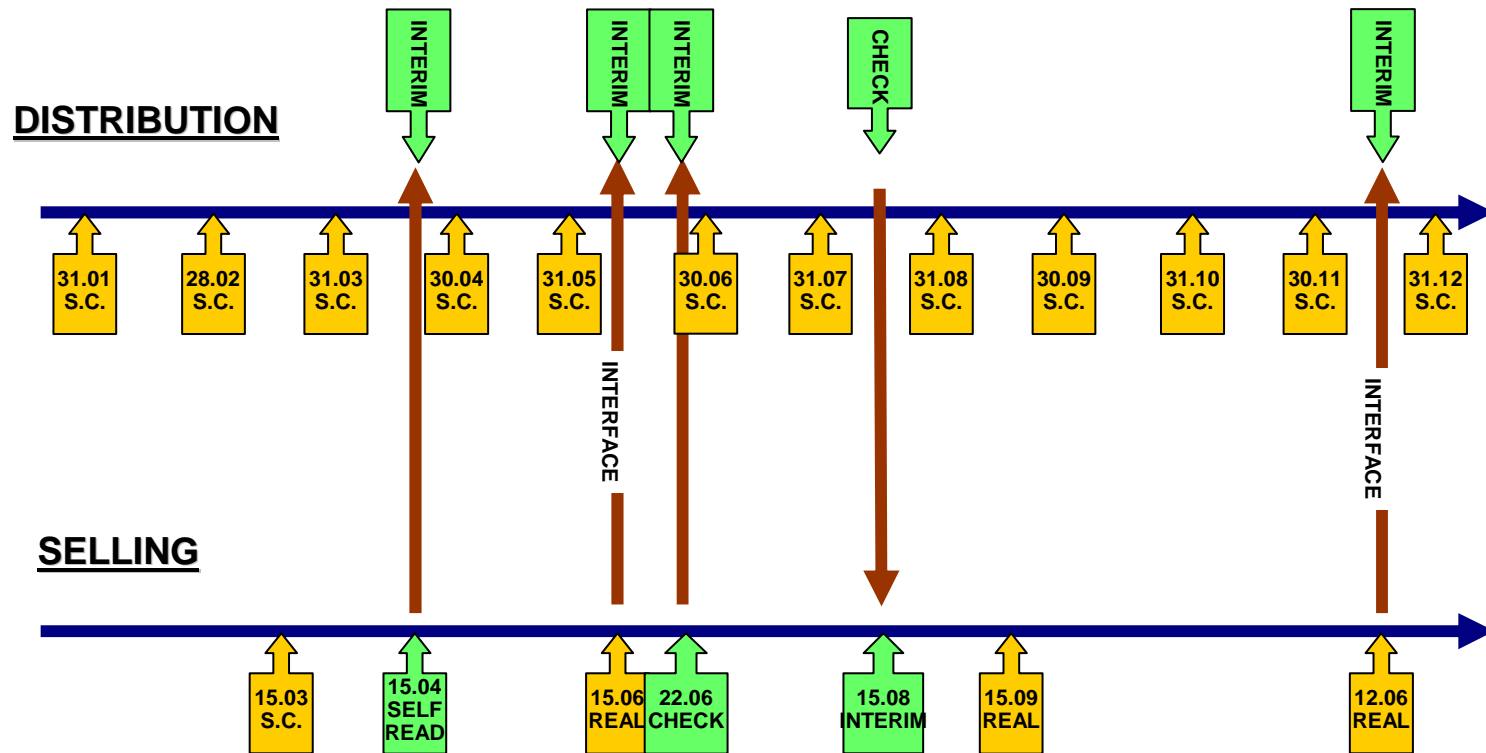 INTERIM
INTERIM
INTERIM
CHECK
INTERIM
DISTRIBUTION
31.01
S.C.
28.02
S.C.
31.03
S.C.
30.04
S.C.
31.05
S.C.
30.06
S.C.
31.07
S.C.
31.08
S.C.
30.09
S.C.
31.10
S.C.
30.11
S.C.
31.12
S.C.
INTERFACE
INTERFACE
SELLING
15.03
S.C.
15.04
SELF
READ
15.06
REAL
22.06
CHECK
15.08
INTERIM
15.09
REAL
12.06
REAL